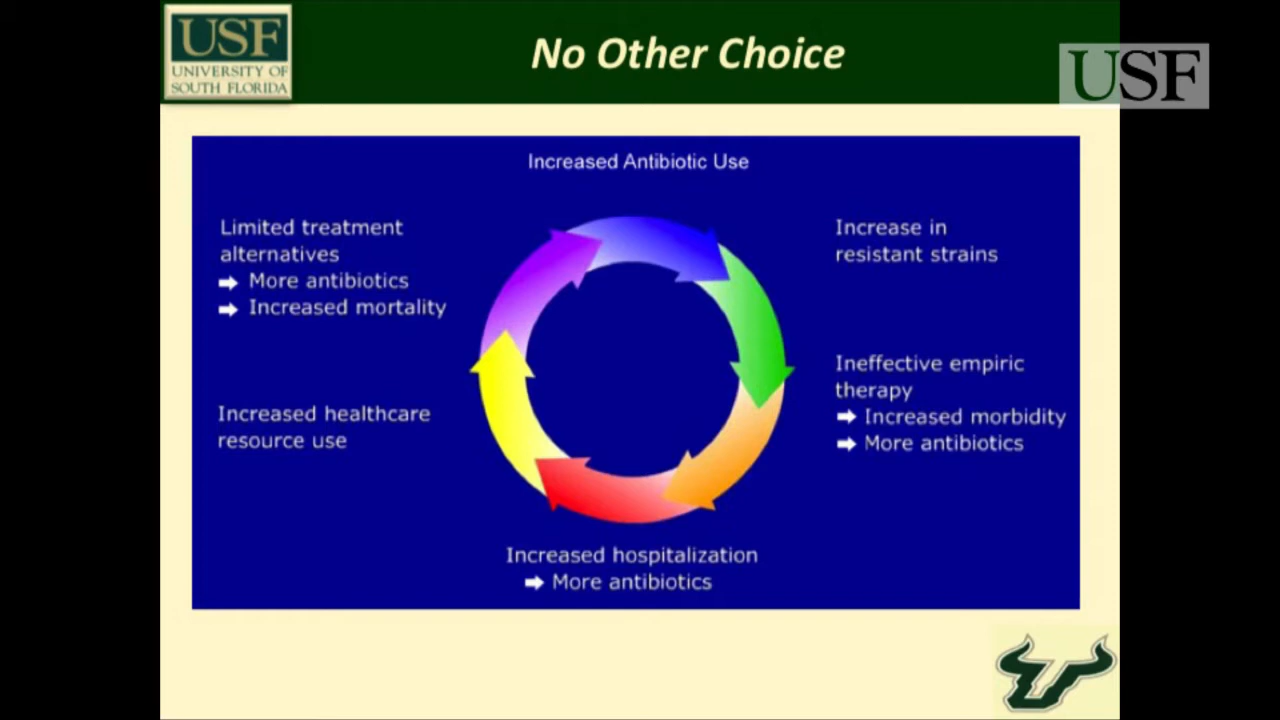 USF
UNIVERSITY OF
SOUTH FLORIDA
No Other Choice
USF
Increased Antibiotic Use
Limited treatment
alternatives
More antibiotics
Increased mortality
Increase in
resistant strains
Ineffective empiric
therapy
Increased morbidity
More antibiotics
Increased healthcare
resource use
Increased hospitalization
More antibiotics